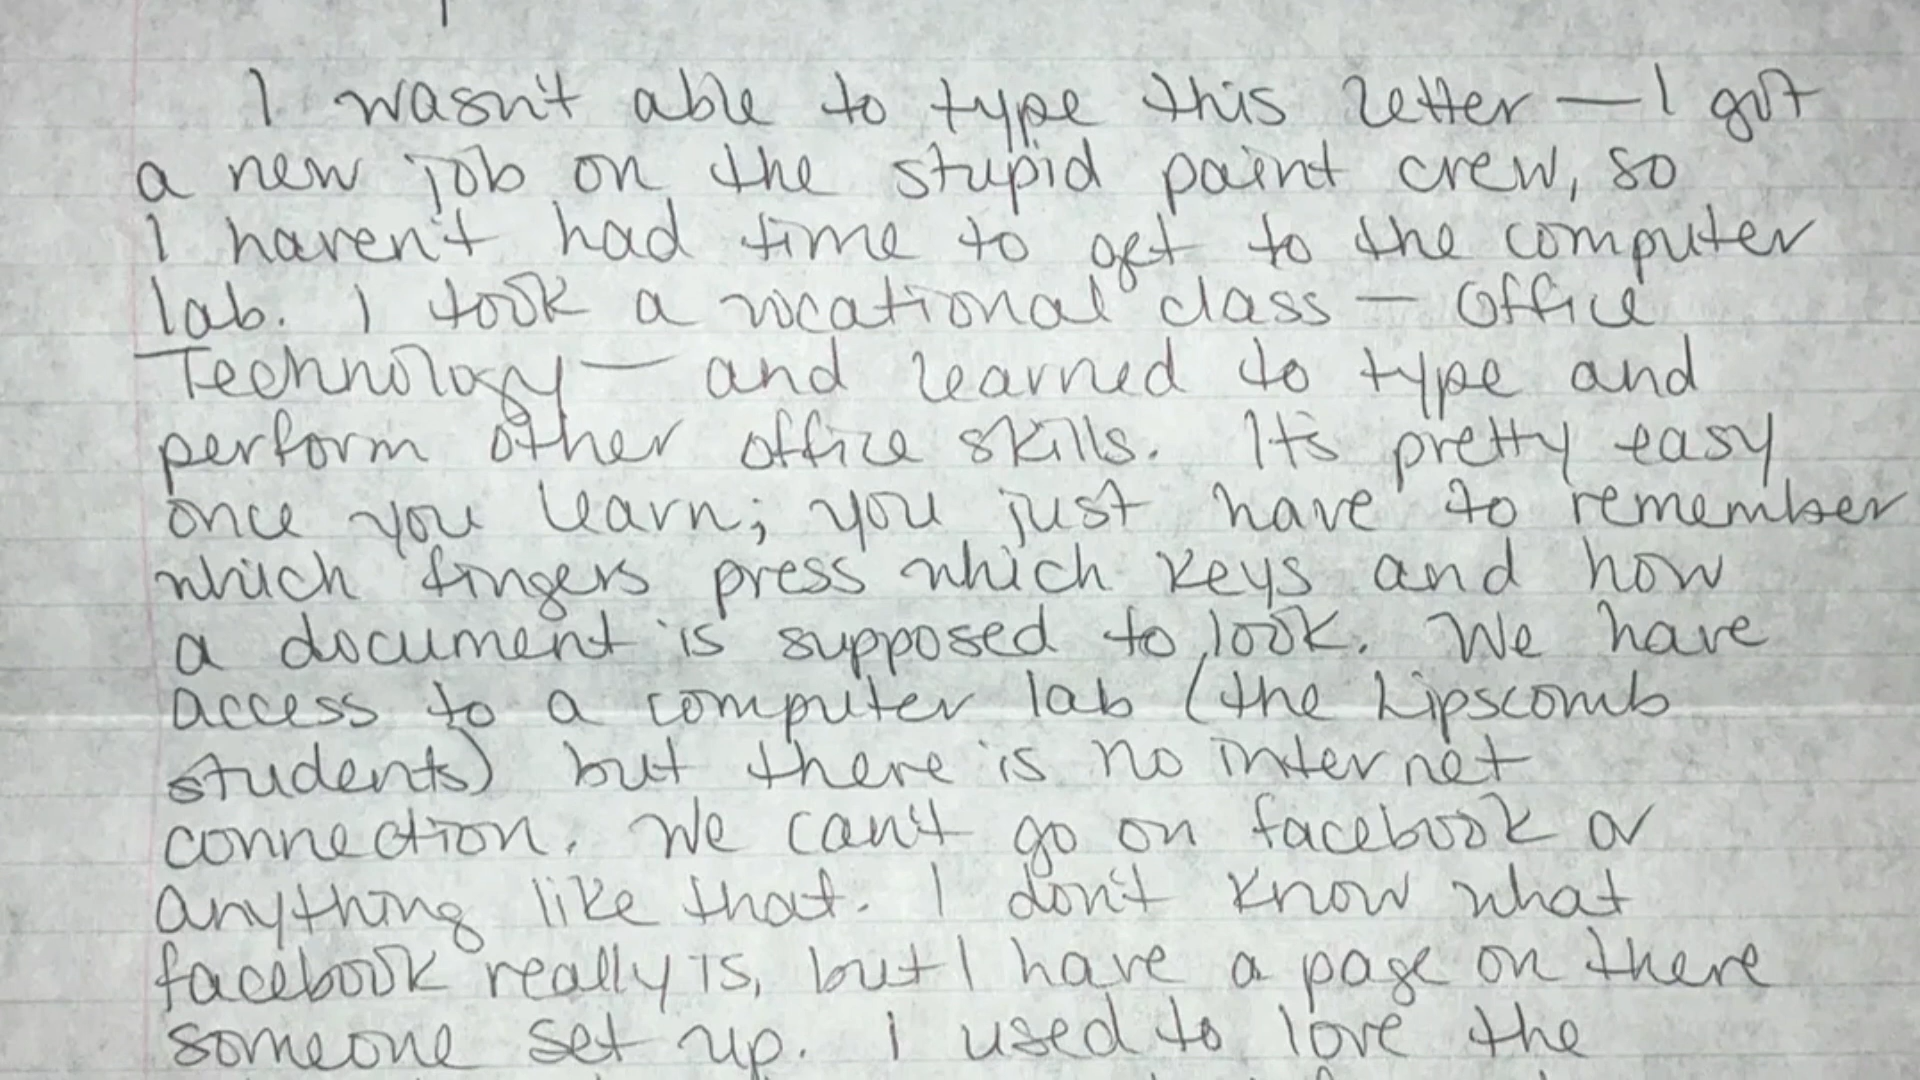 I wasn't able to type this letter — I got
a new job on the stupid paint crew, so
I haven't had time to get to the computer
lab. I took a vocational class — Office
Technology — and learned to type and
perform other office skills. It's pretty easy
once you learn; you just have to remember
which fingers press which keys and how
a document is supposed to look. We have
access to a computer lab (the Lipscomb
students) but there is no internet
connection. We can't go on facebook or
anything like that. I don't know what
facebook really is, but I have a page on there
someone set up. I used to love the